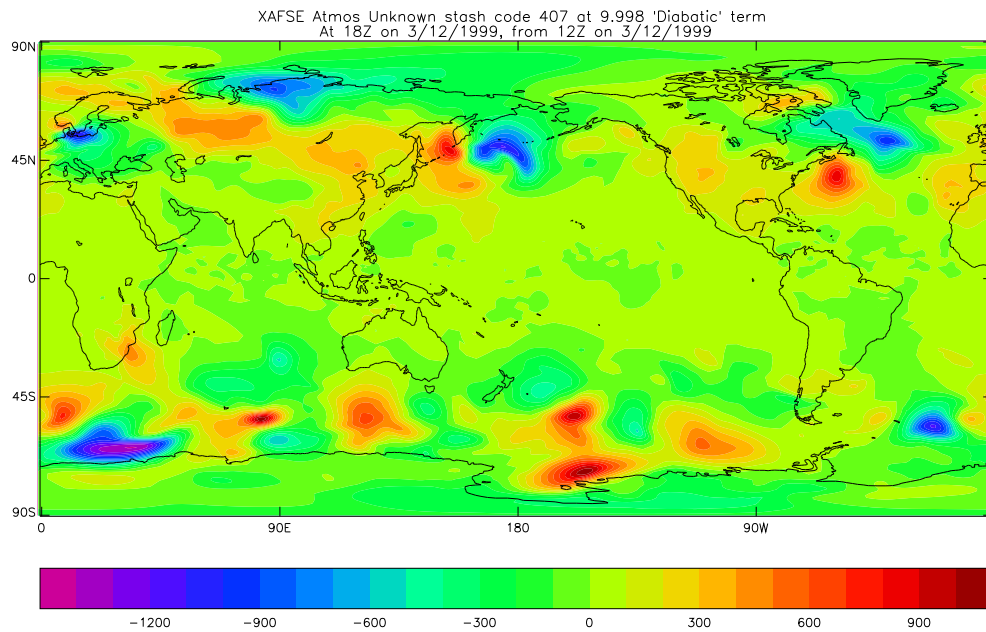 XAFSE Atmos Unknown stash code 407 at 9.998 'Diabatic' term
At 18Z on 3/12/1999, from 12Z on 3/12/1999
90N
45N
0
45S
90S
0 90E 180 90W
−1200 −900 −600 −300 0 300 600 900